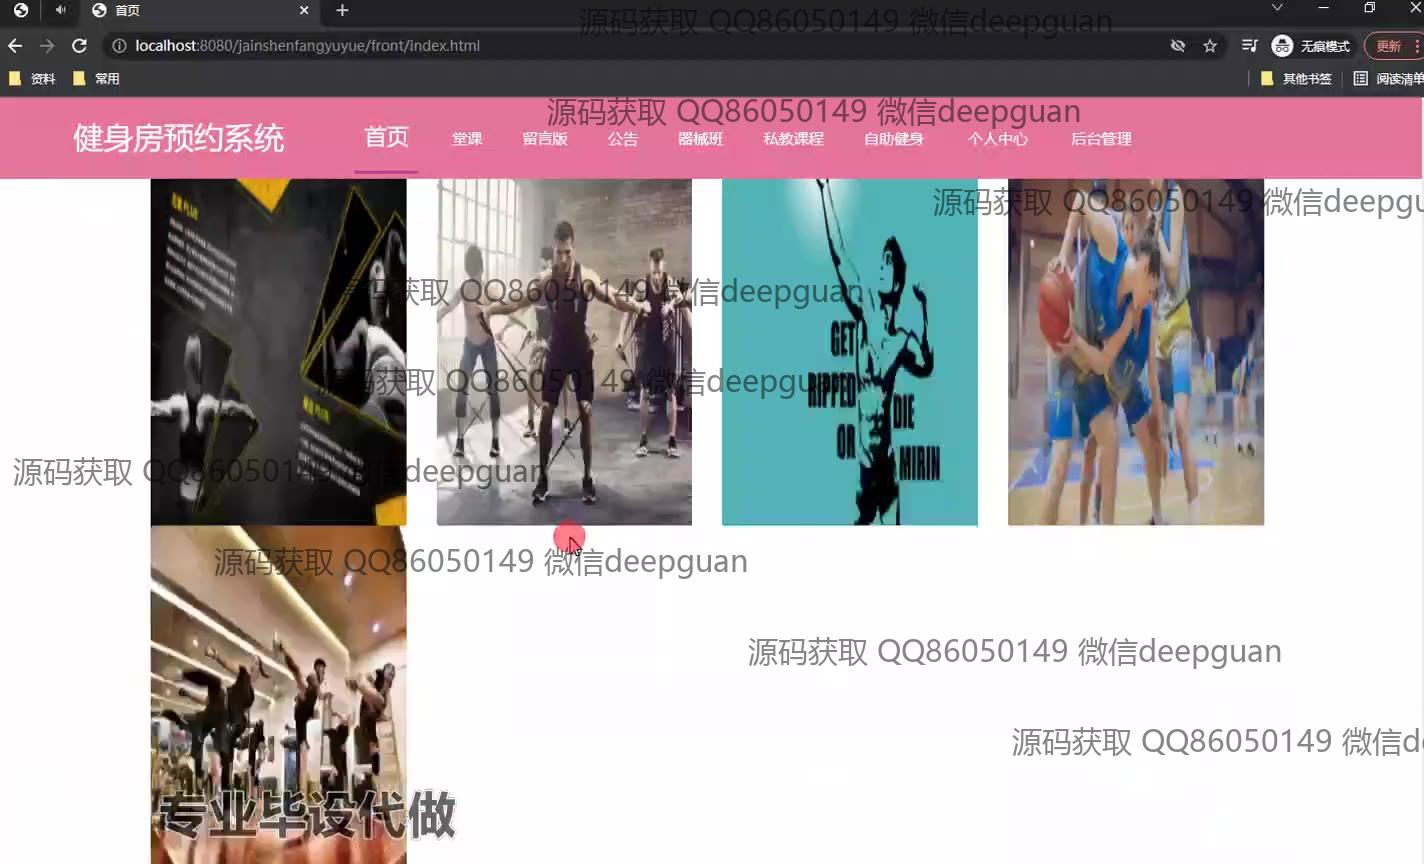 首页
源码获取 QQ86050149 微信deepguan
localhost:8080/jainshenfangyuyue/front/index.html
无痕模式
更新
资料
常用
其他书签
阅读清单
源码获取 QQ86050149 微信deepguan
健身房预约系统
首页
堂课
留言版
公告
器械班
私教课程
自助健身
个人中心
后台管理
源码获取 QQ86050149 微信deepgu
源码获取 QQ86050149 微信deepguan
GET
RIPPED
OR
DIE
MIRIN
源码获取 QQ86050149 微信deepguan
源码获取 QQ86050149 微信deepguan
源码获取 QQ86050149 微信deepguan
源码获取 QQ86050149 微信deepguan
源码获取 QQ86050149 微信de
专业毕设代做